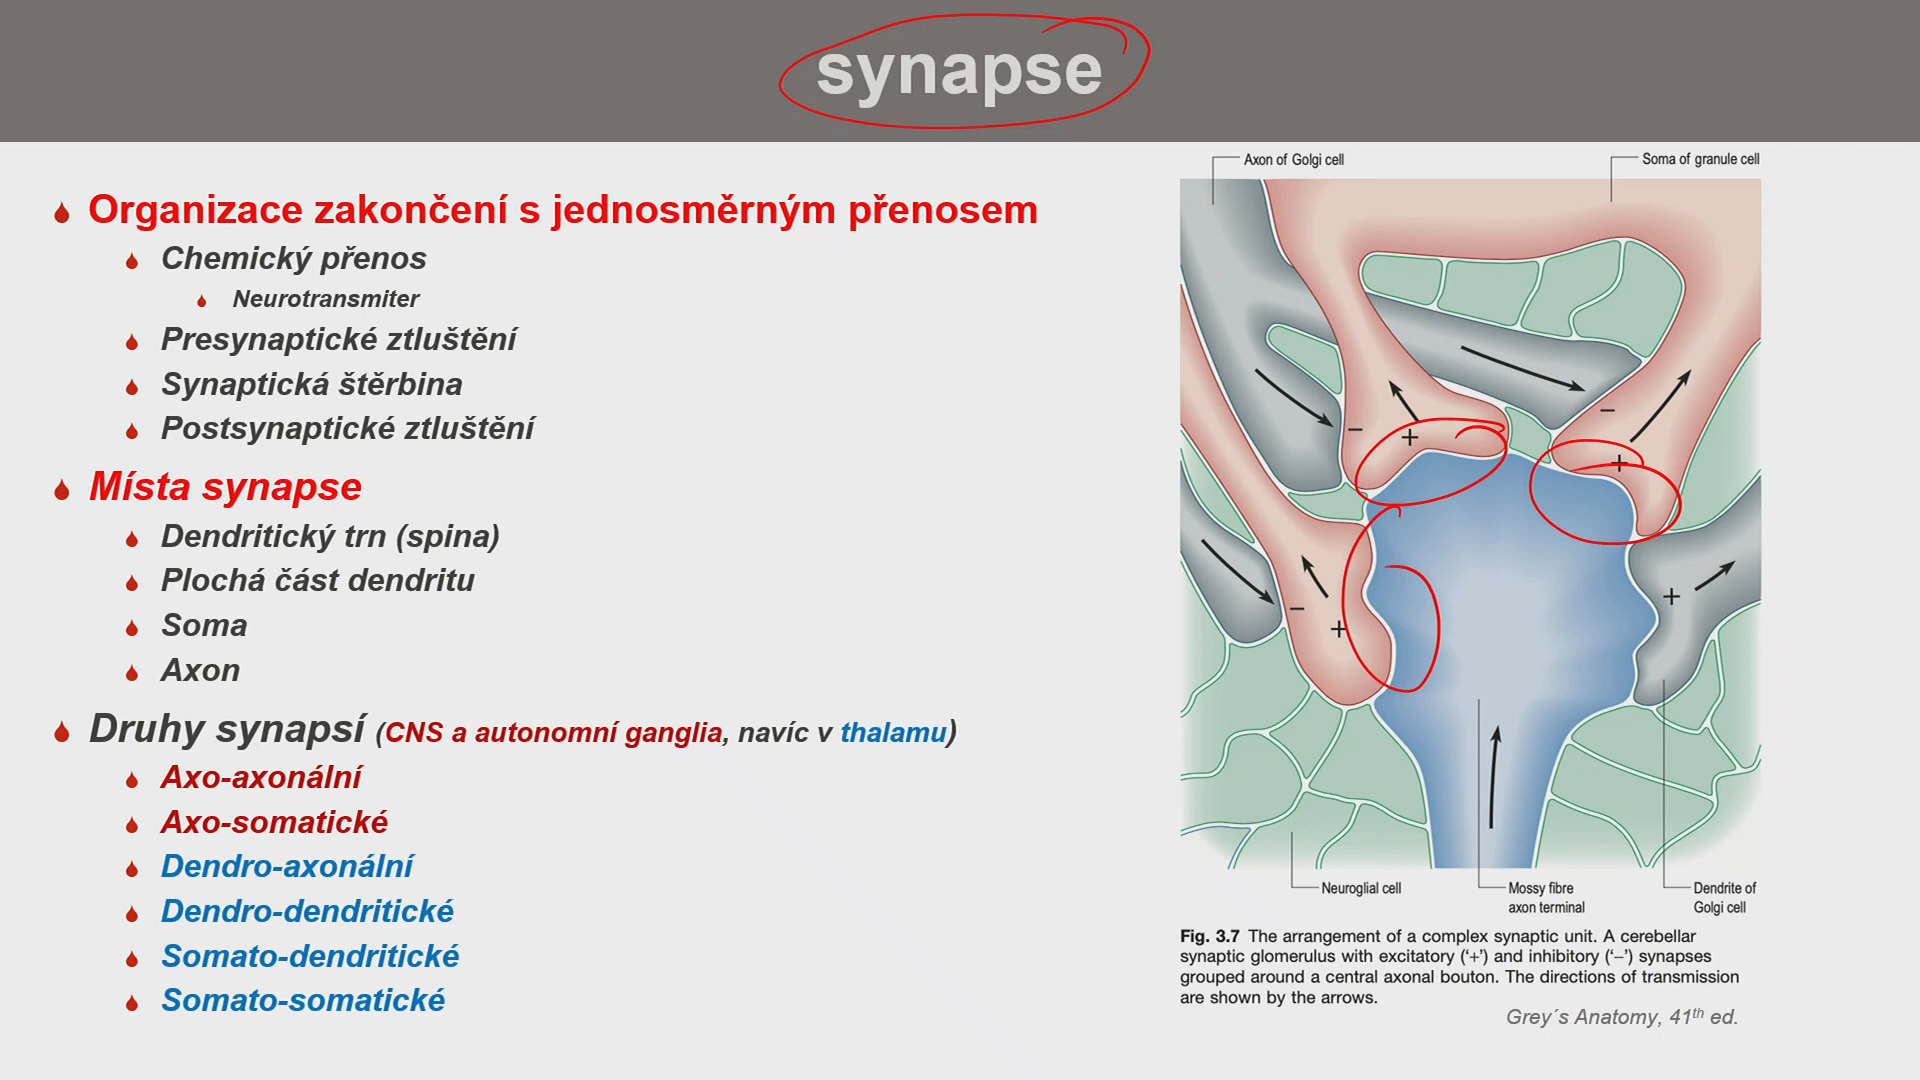 synapse
Organizace zakončení s jednosměrným přenosem
Chemický přenos
Neurotransmiter
Presynaptické ztluštění
Synaptická štěrbina
Postsynaptické ztluštění
Místa synapse
Dendritický trn (spina)
Plochá část dendritu
Soma
Axon
Druhy synapsí (CNS a autonomní ganglia, navíc v thalamu)
Axo-axonální
Axo-somatické
Dendro-axonální
Dendro-dendritické
Somato-dendritické
Somato-somatické
Axon of Golgi cell
Soma of granule cell
–
+
–
+
–
+
+
Neuroglial cell
Mossy fibre
axon terminal
Dendrite of
Golgi cell
Fig. 3.7 The arrangement of a complex synaptic unit. A cerebellar
synaptic glomerulus with excitatory (‘+’) and inhibitory (‘–’) synapses
grouped around a central axonal bouton. The directions of transmission
are shown by the arrows.
Grey´s Anatomy, 41th ed.